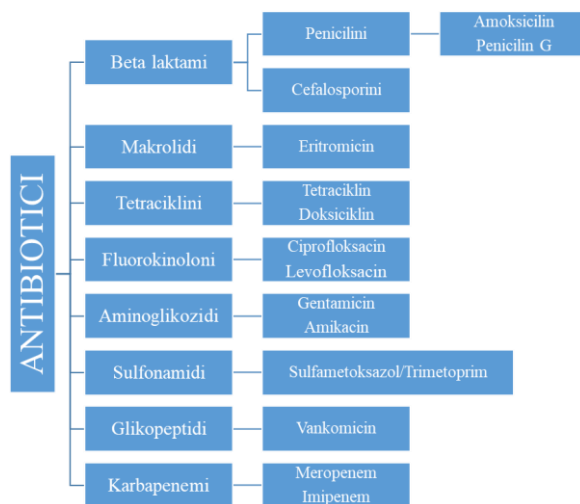 ANTIBIOTICI
Beta laktami
Penicilini
Amoksicilin
Penicilin G
Cefalosporini
Makrolidi
Eritromicin
Tetraciklini
Tetraciklin
Doksiciklin
Fluorokinoloni
Ciprofloksacin
Levofloksacin
Aminoglikozidi
Gentamicin
Amikacin
Sulfonamidi
Sulfametoksazol/Trimetoprim
Glikopeptidi
Vankomicin
Karbapenemi
Meropenem
Imipenem